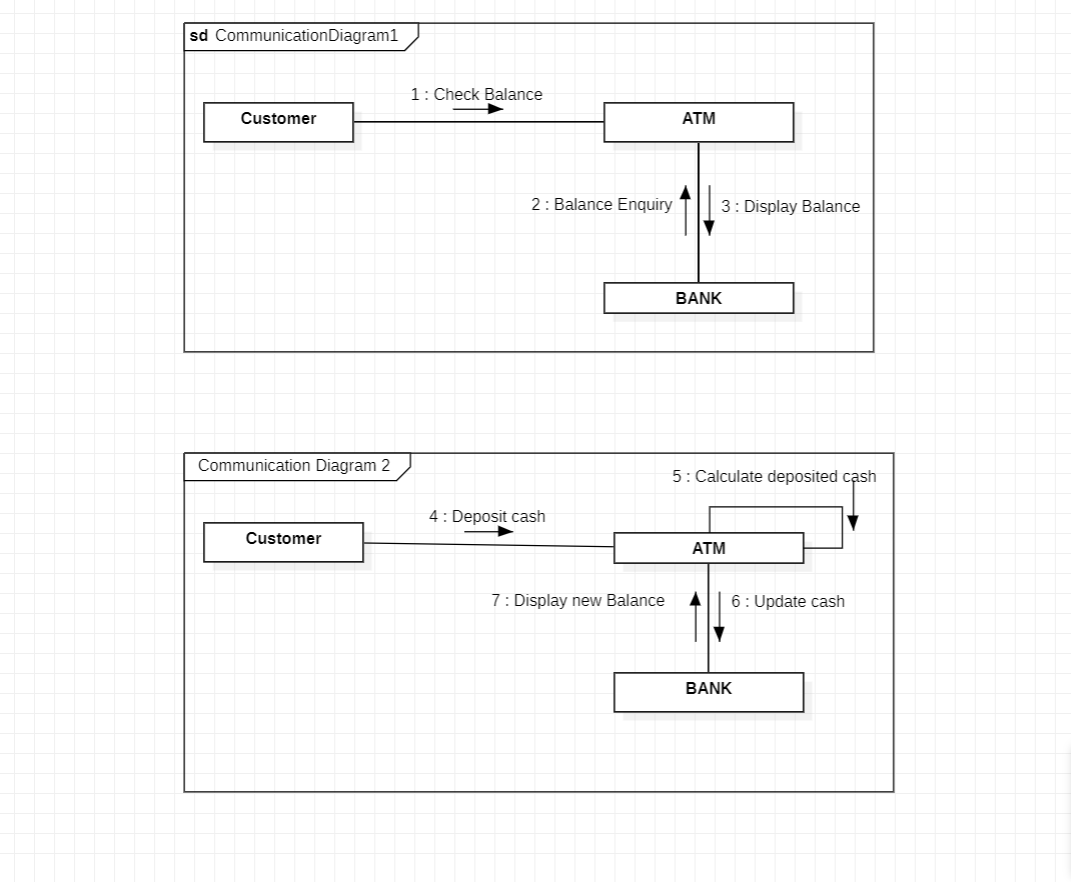 sd CommunicationDiagram1
1 : Check Balance
Customer
ATM
2 : Balance Enquiry
3 : Display Balance
BANK
Communication Diagram 2
5 : Calculate deposited cash
4 : Deposit cash
Customer
ATM
7 : Display new Balance
6 : Update cash
BANK